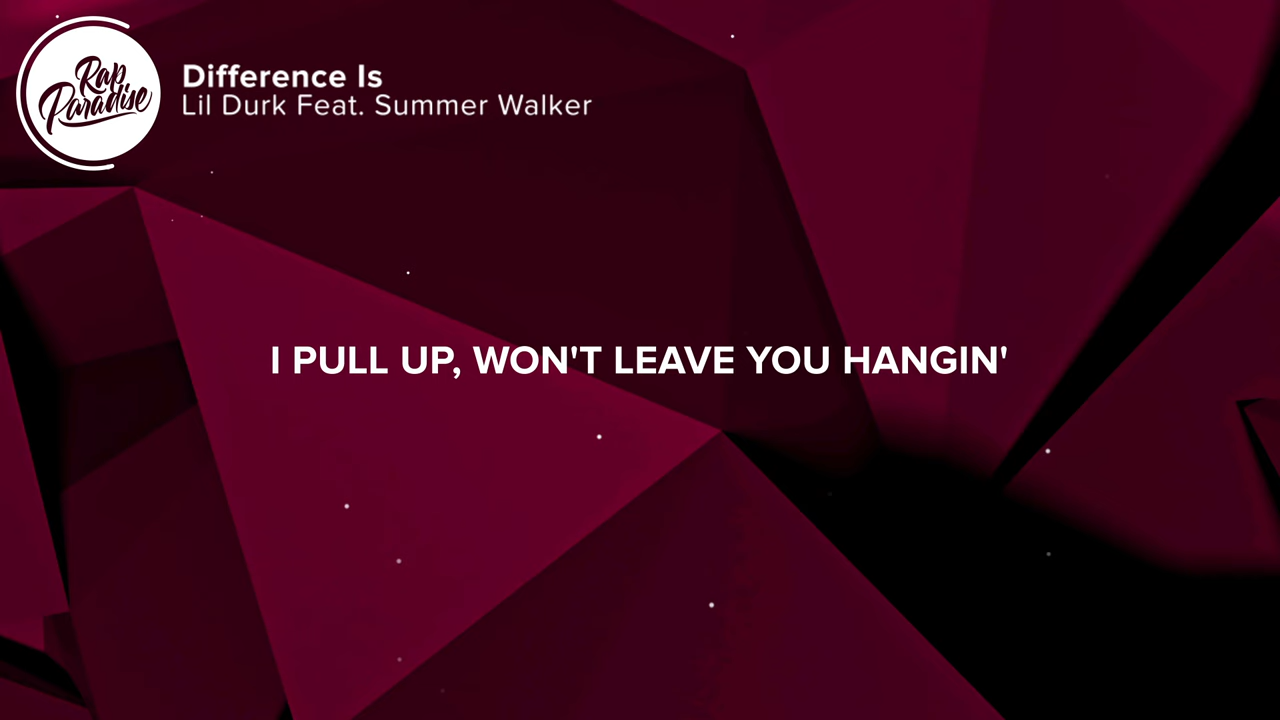 Rap
Paradise
Difference Is
Lil Durk Feat. Summer Walker
I PULL UP, WON'T LEAVE YOU HANGIN'